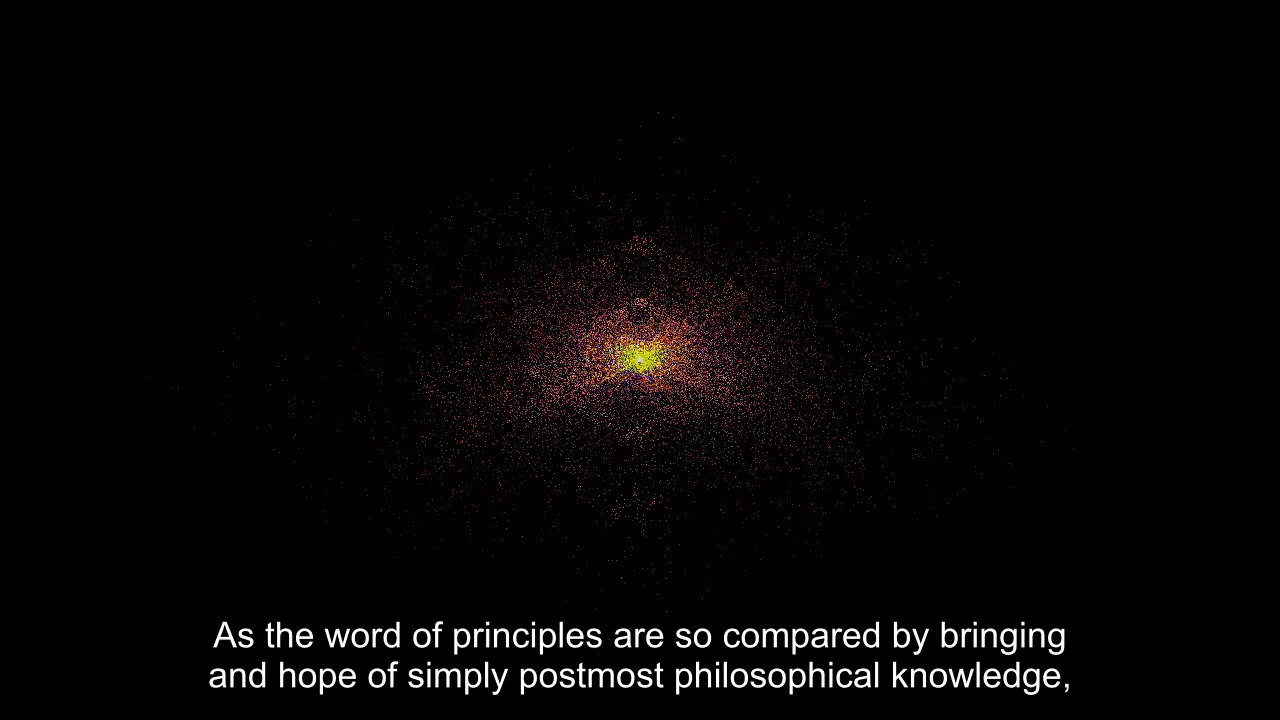 As the word of principles are so compared by bringing
and hope of simply postmost philosophical knowledge,